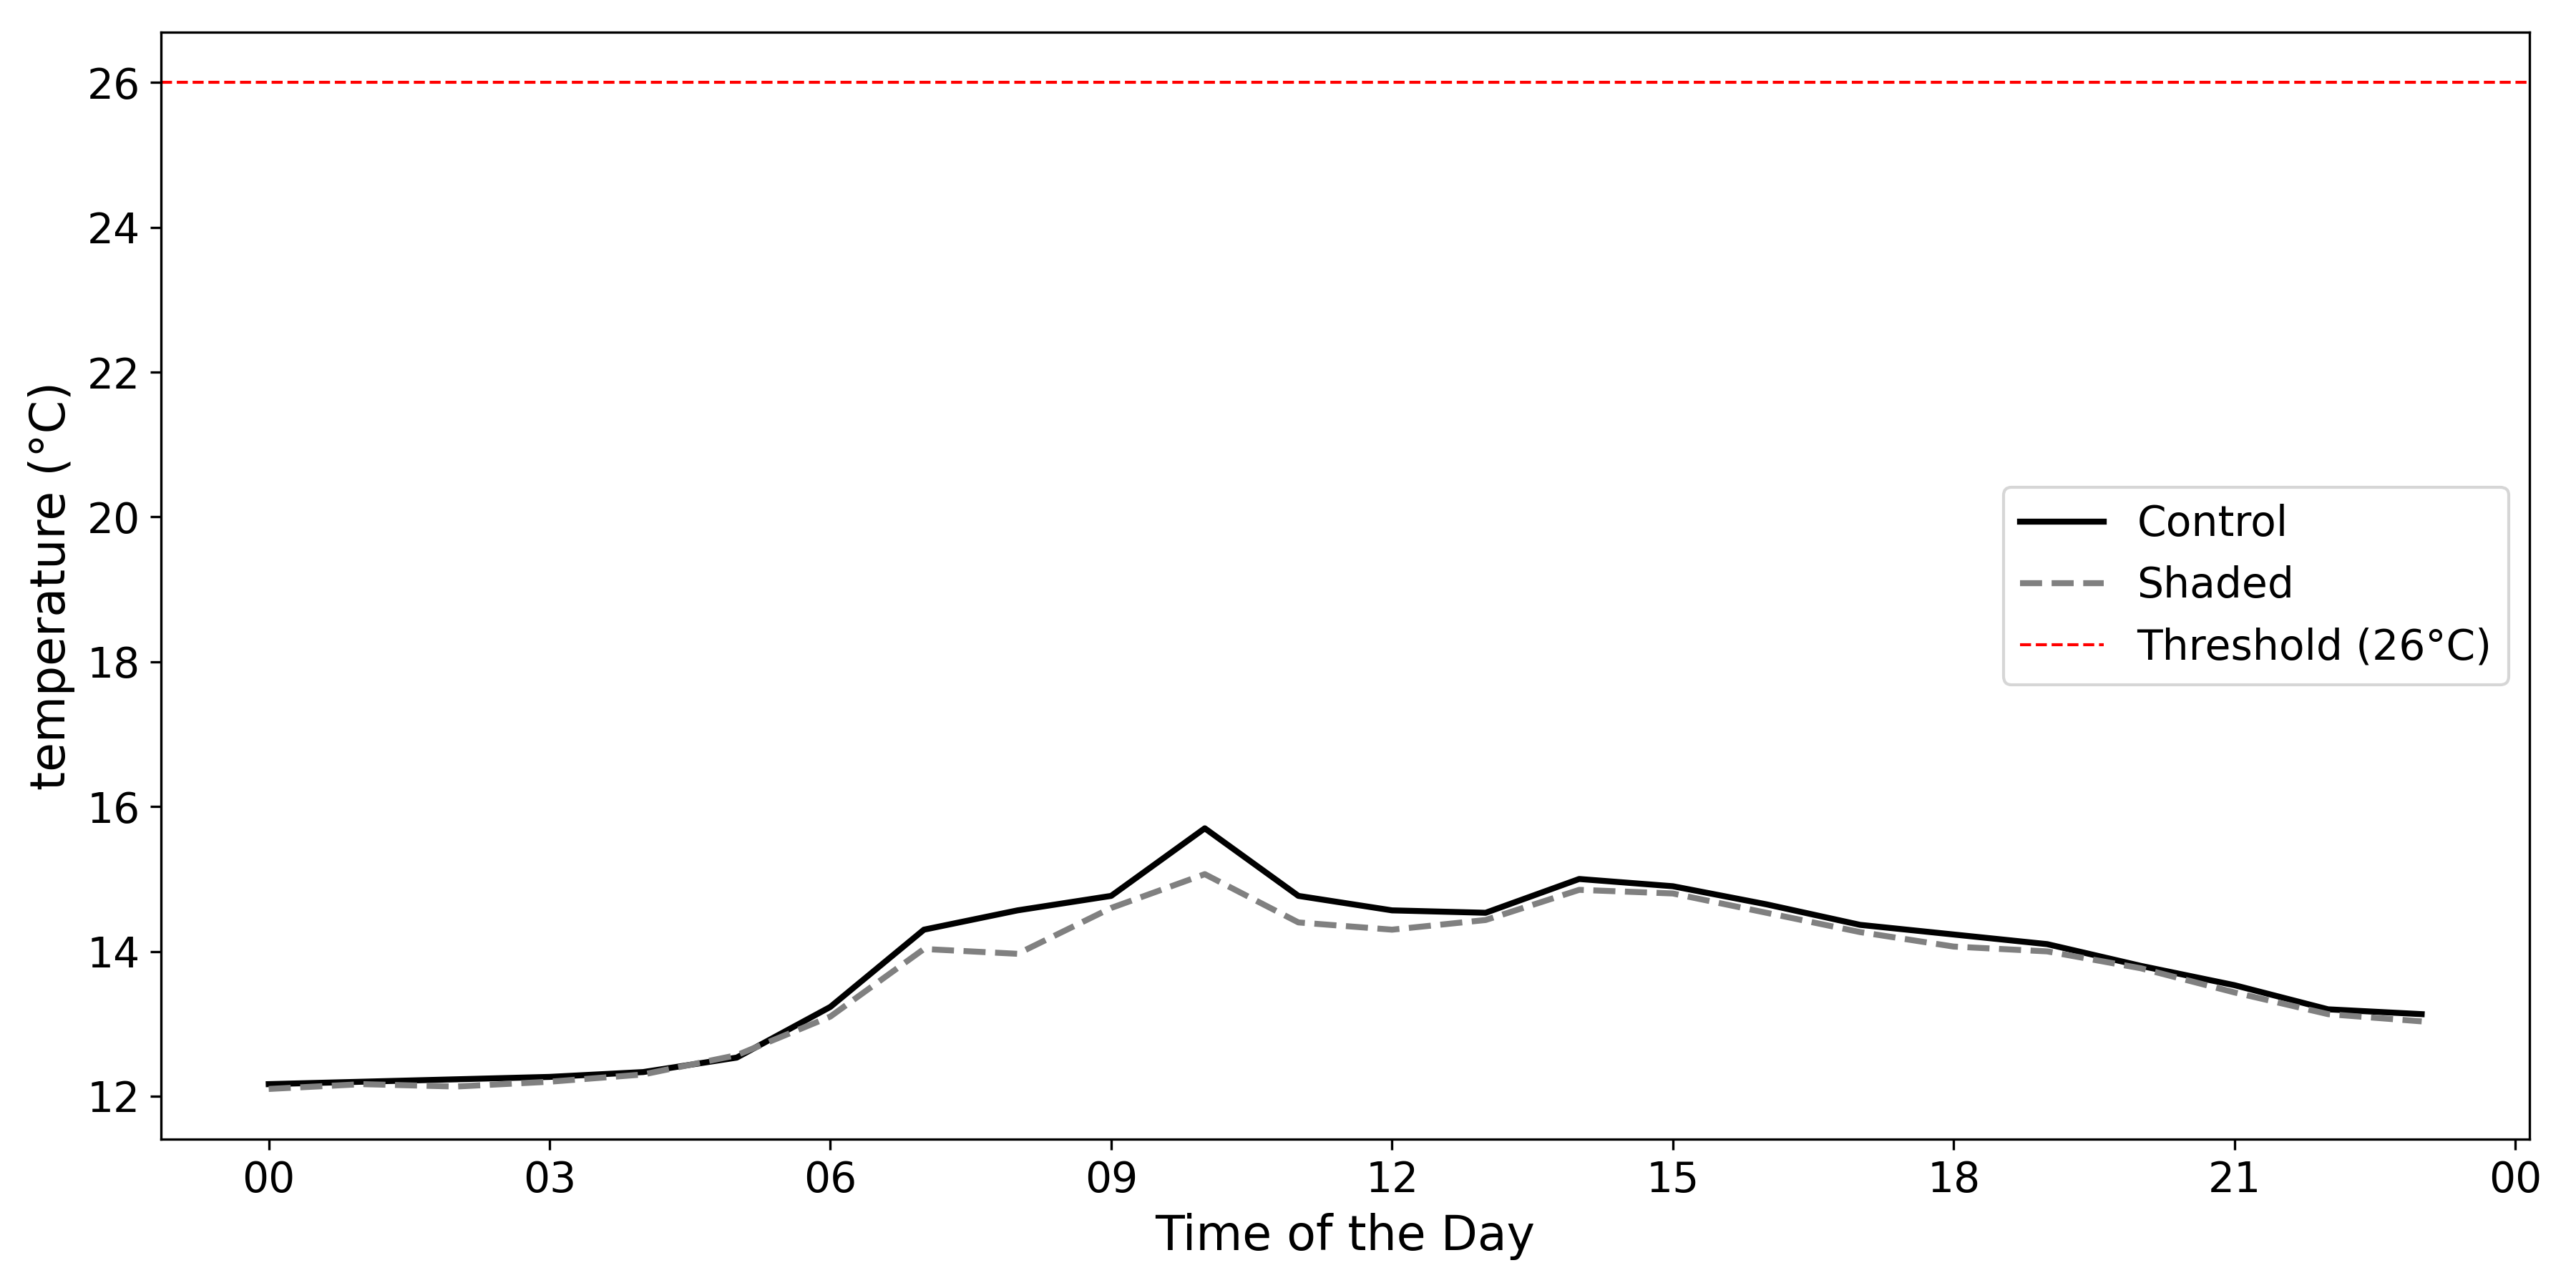 26
24
22
20
18
16
14
12
temperature (°C)
Control
Shaded
Threshold (26°C)
00 03 06 09 12 15 18 21 00
Time of the Day